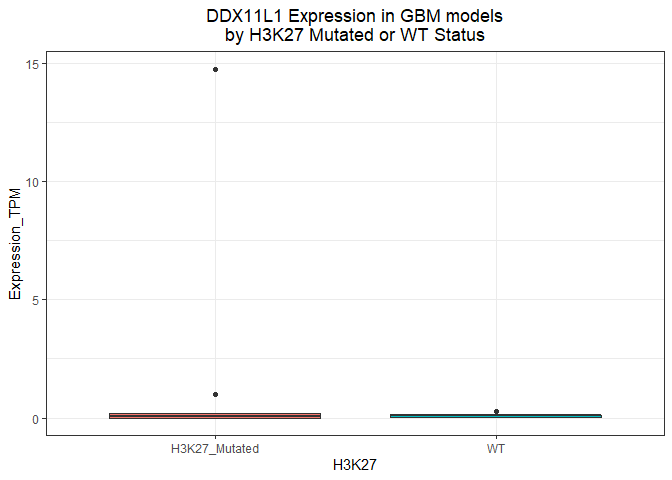 DDX11L1 Expression in GBM models
by H3K27 Mutated or WT Status
15
10
5
0
Expression_TPM
H3K27_Mutated
WT
H3K27